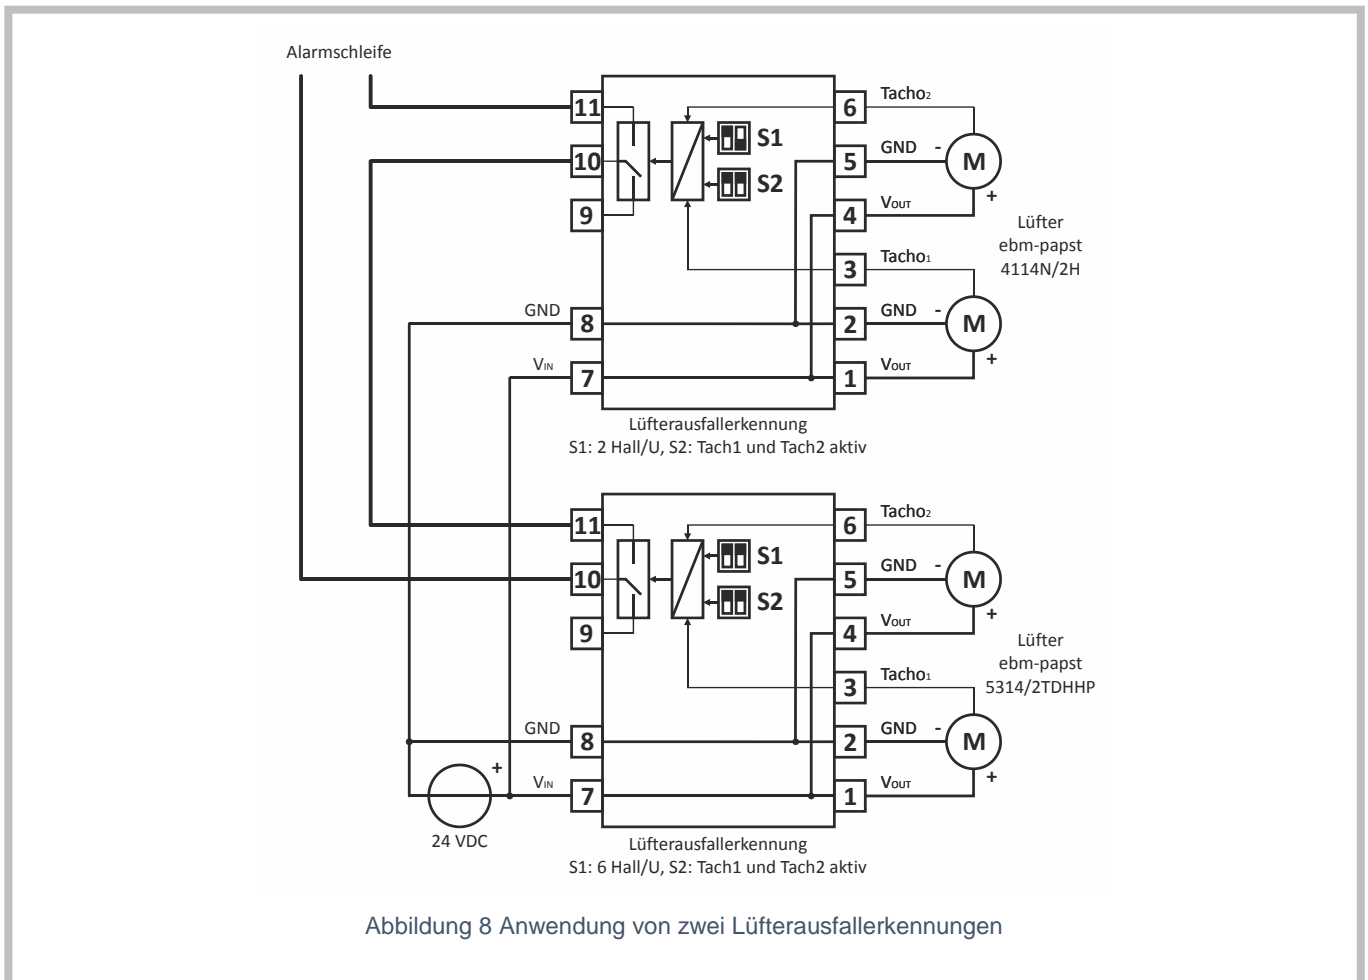 Alarmschleife
11
6
Tacho2
S1
M
10
5
GND
-
S2
+
9
4
VOUT
Lüfter
ebm-papst
4114N/2H
3
Tacho1
GND
8
2
GND
-
M
VIN
7
1
VOUT
+
Lüfterausfallerkennung
S1: 2 Hall/U, S2: Tach1 und Tach2 aktiv
11
6
Tacho2
S1
M
10
5
GND
-
S2
+
9
4
VOUT
Lüfter
ebm-papst
5314/2TDHHP
3
Tacho1
GND
8
2
GND
-
M
+
VIN
7
1
VOUT
+
24 VDC
Lüfterausfallerkennung
S1: 6 Hall/U, S2: Tach1 und Tach2 aktiv
Abbildung 8 Anwendung von zwei Lüfterausfallerkennungen